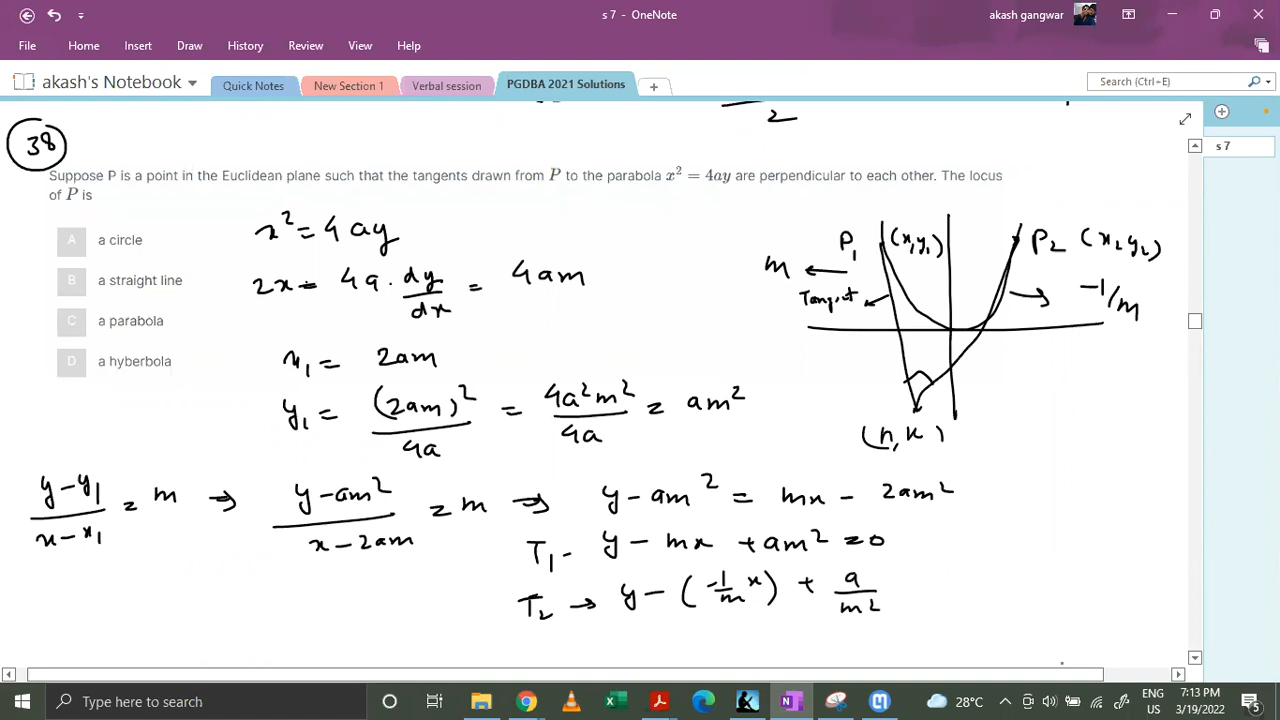 s 7 - OneNote
akash gangwar
File Home Insert Draw History Review View Help
akash's Notebook
Quick Notes
New Section 1
Verbal session
PGDBA 2021 Solutions
Search (Ctrl+E)
s 7
2
38
Suppose P is a point in the Euclidean plane such that the tangents drawn from P to the parabola x² = 4ay are perpendicular to each other. The locus
of P is
A a circle
B a straight line
C a parabola
D a hyberbola
x² = 4ay
2x = 4a · dy/dx = 4am
x₁ = 2am
y₁ = (2am)²/4a = 4a²m²/4a = am²
P₁ (x₁y₁)
P₂ (x₂y₂)
m
Tangent
-1/m
(h, k)
y-y₁/x-x₁ = m → y-am²/x-2am = m → y-am² = mx - 2am²
T₁ - y - mx + am² = 0
T₂ → y - (-1/m x) + a/m²
Type here to search
28°C
ENG
US
7:13 PM
3/19/2022
5